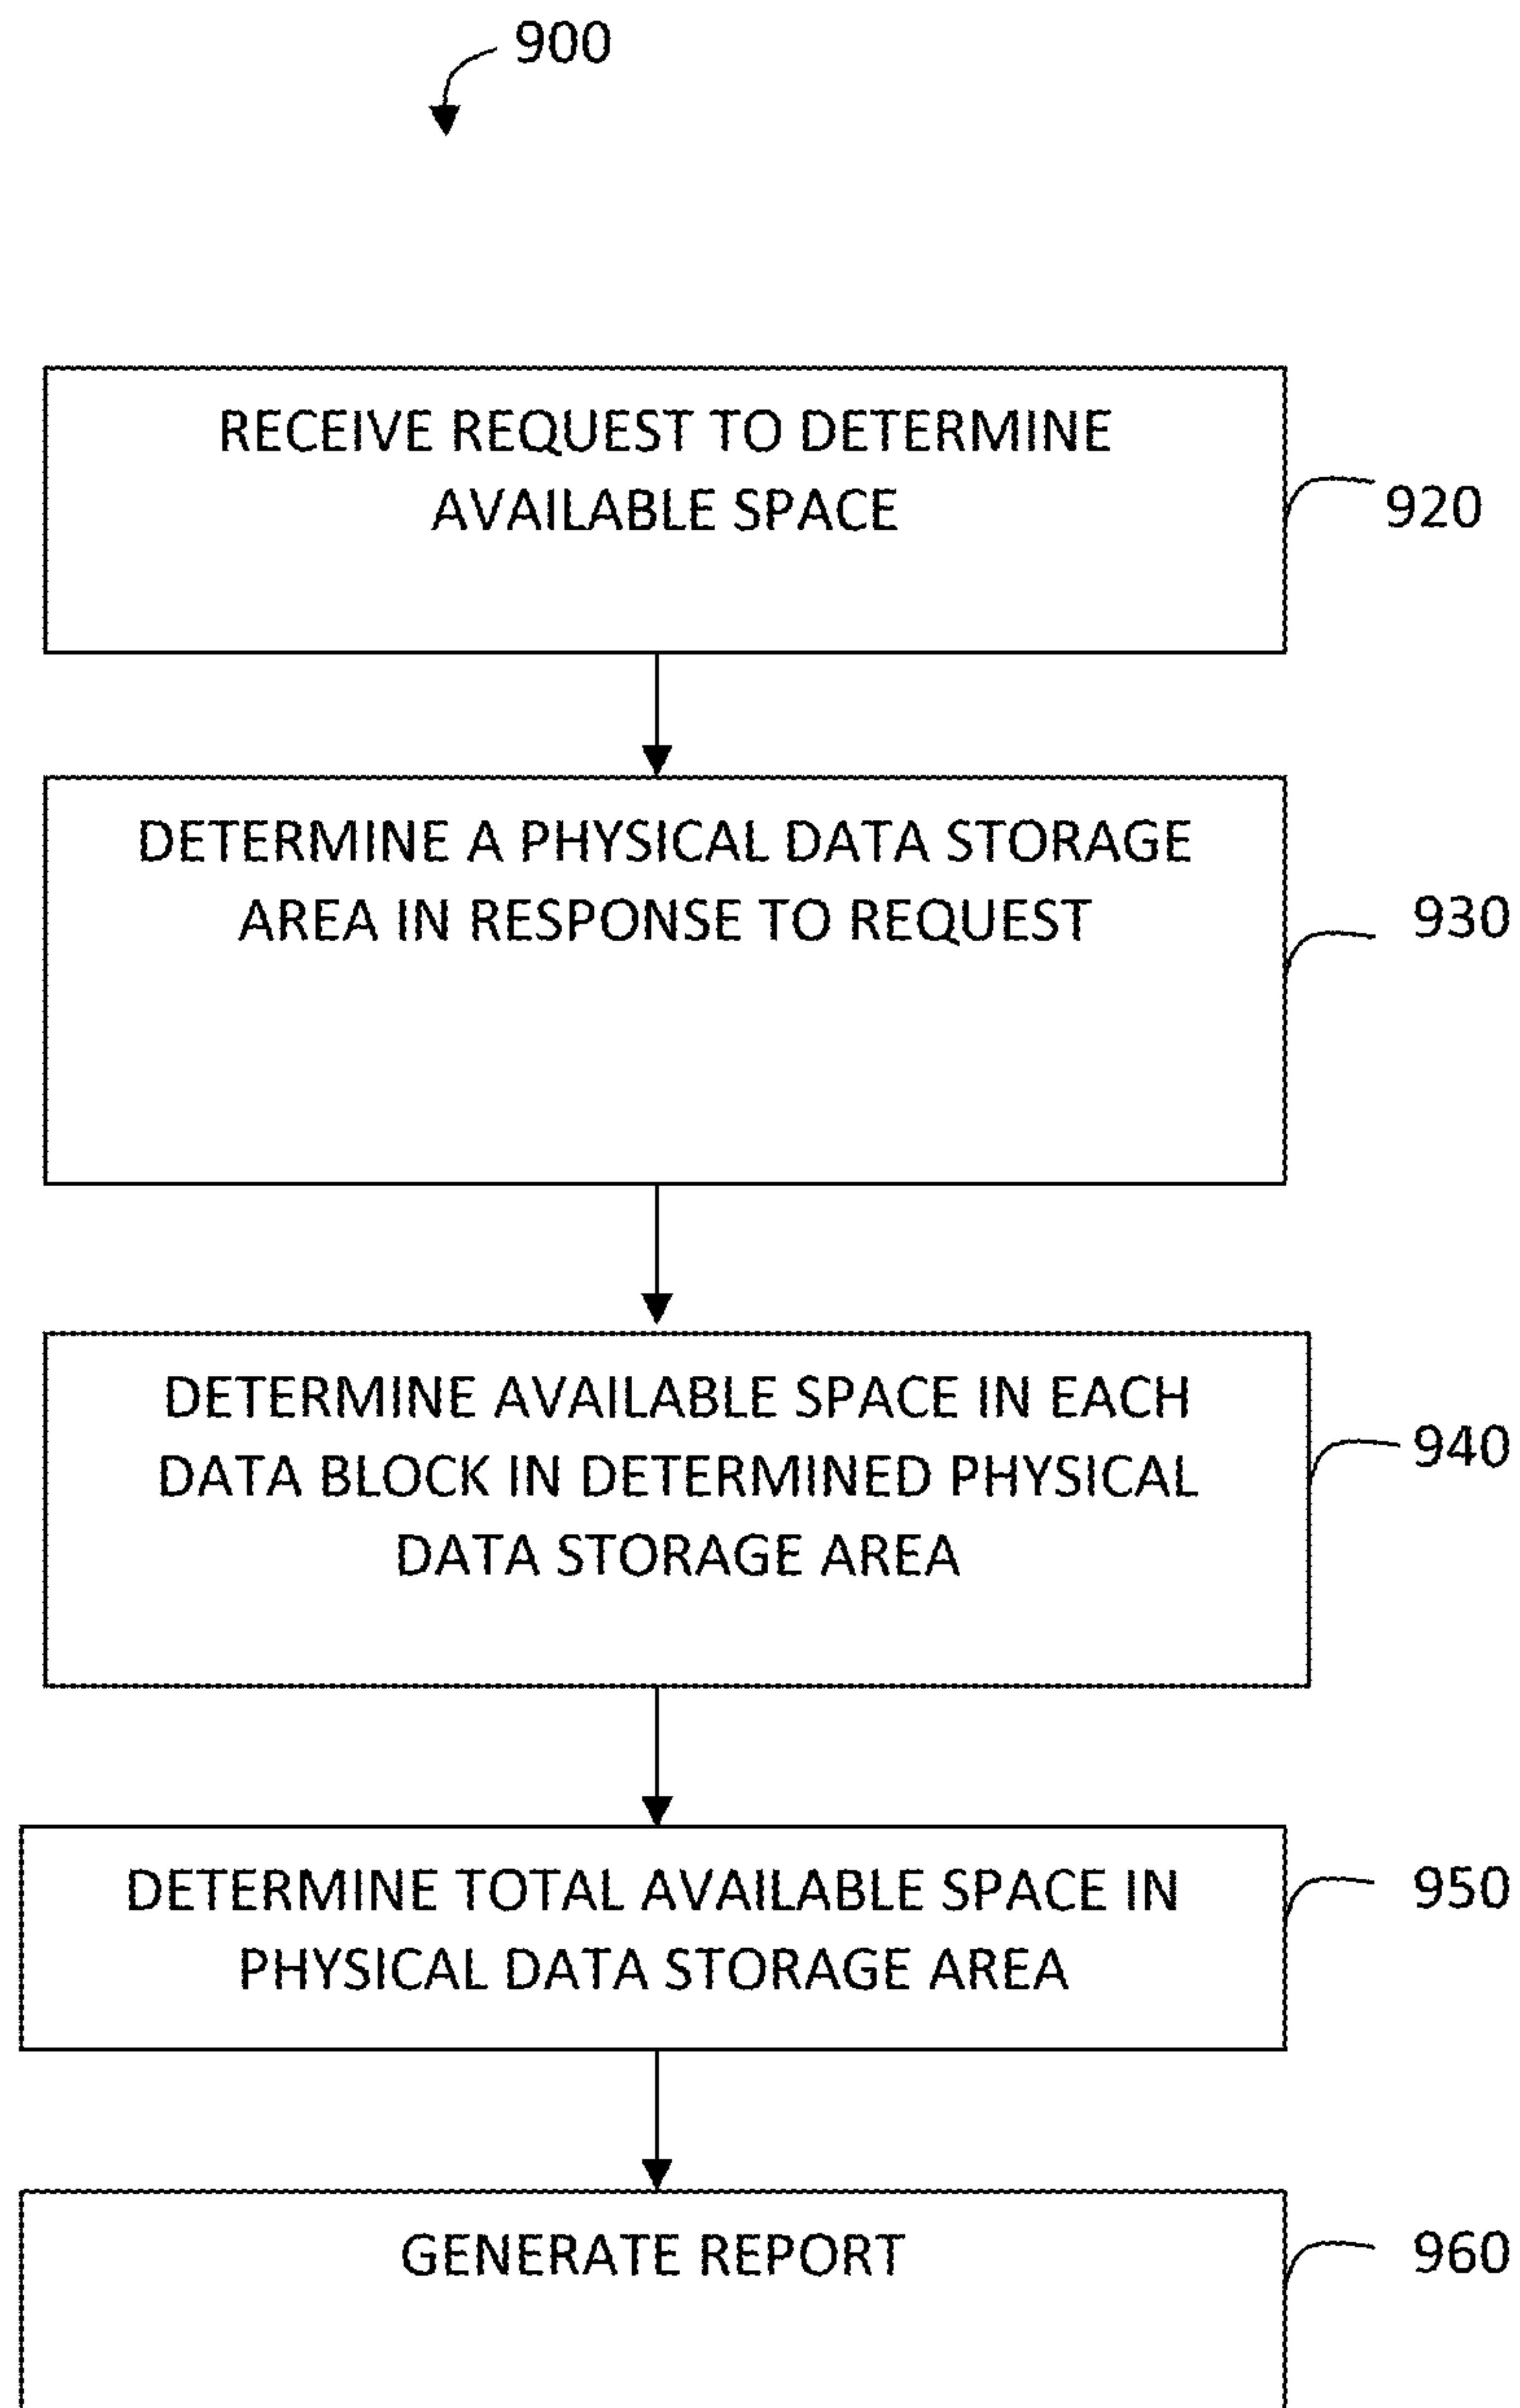 900
RECEIVE REQUEST TO DETERMINE
AVAILABLE SPACE
920
DETERMINE A PHYSICAL DATA STORAGE
AREA IN RESPONSE TO REQUEST
930
DETERMINE AVAILABLE SPACE IN EACH
DATA BLOCK IN DETERMINED PHYSICAL
DATA STORAGE AREA
940
DETERMINE TOTAL AVAILABLE SPACE IN
PHYSICAL DATA STORAGE AREA
950
GENERATE REPORT
960